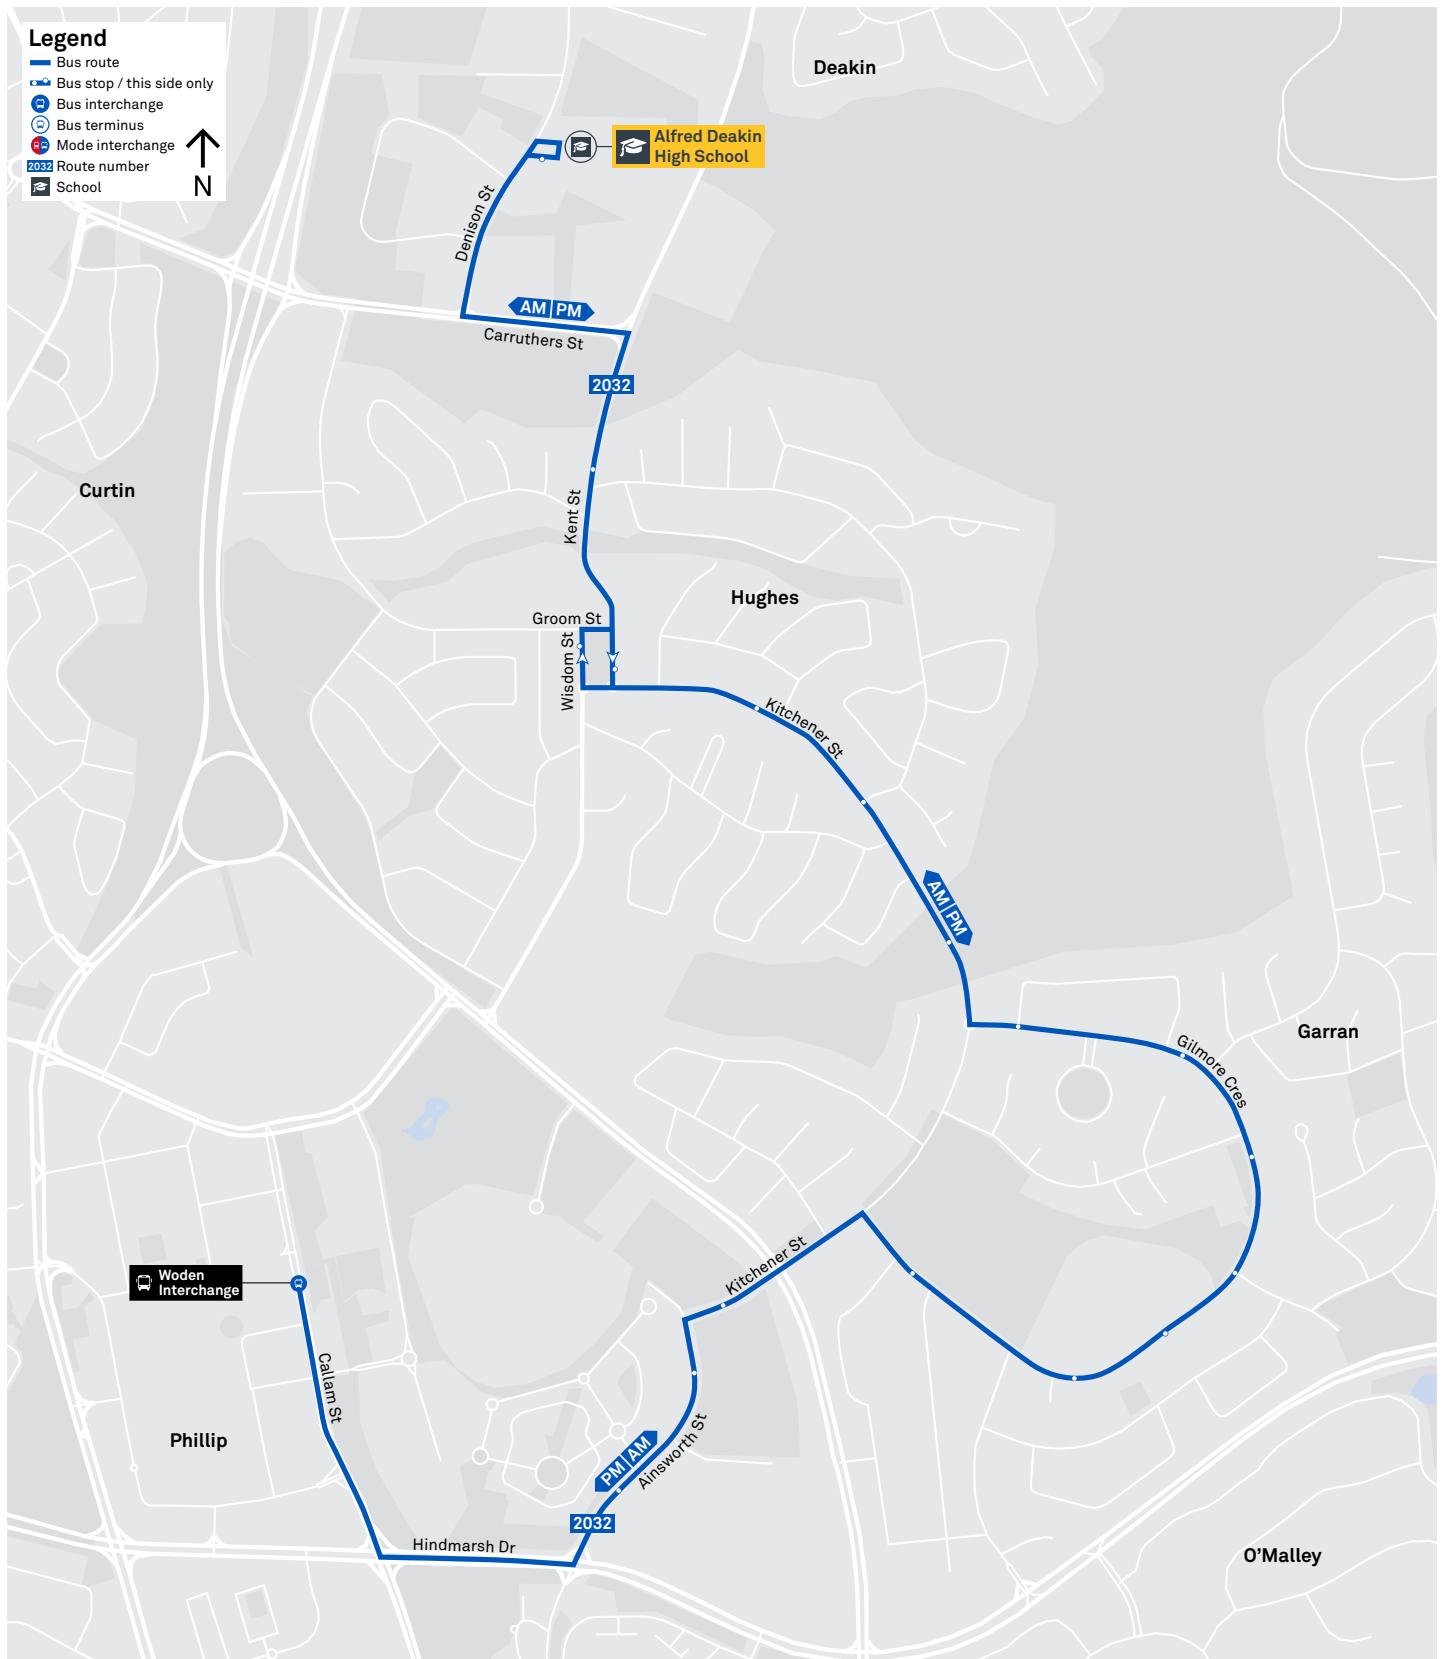 Legend
Bus route
Bus stop / this side only
Bus interchange
Bus terminus
Mode interchange
2032 Route number
School
N
Deakin
Alfred Deakin
High School
Denison St
AM PM
Carruthers St
2032
Curtin
Kent St
Hughes
Groom St
Wisdom St
Kitchener St
AM PM
Garran
Gilmore Cres
Woden
Interchange
Kitchener St
Callam St
Phillip
PM AM
Ainsworth St
2032
Hindmarsh Dr
O'Malley